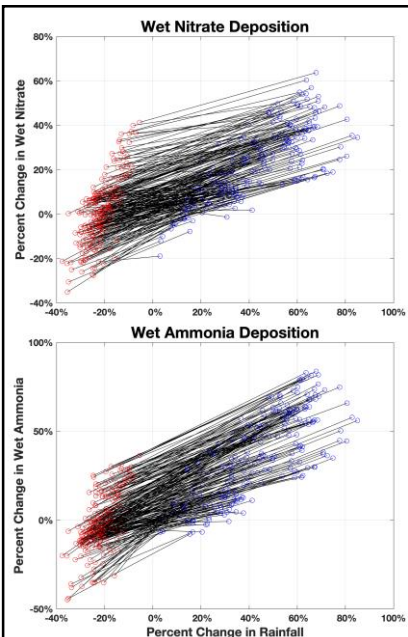 Wet Nitrate Deposition
80%
60%
40%
20%
0%
-20%
-40%
Percent Change in Wet Nitrate
-40% -20% 0% 20% 40% 60% 80% 100%
Wet Ammonia Deposition
100%
50%
0%
-50%
Percent Change in Wet Ammonia
-40% -20% 0% 20% 40% 60% 80% 100%
Percent Change in Rainfall